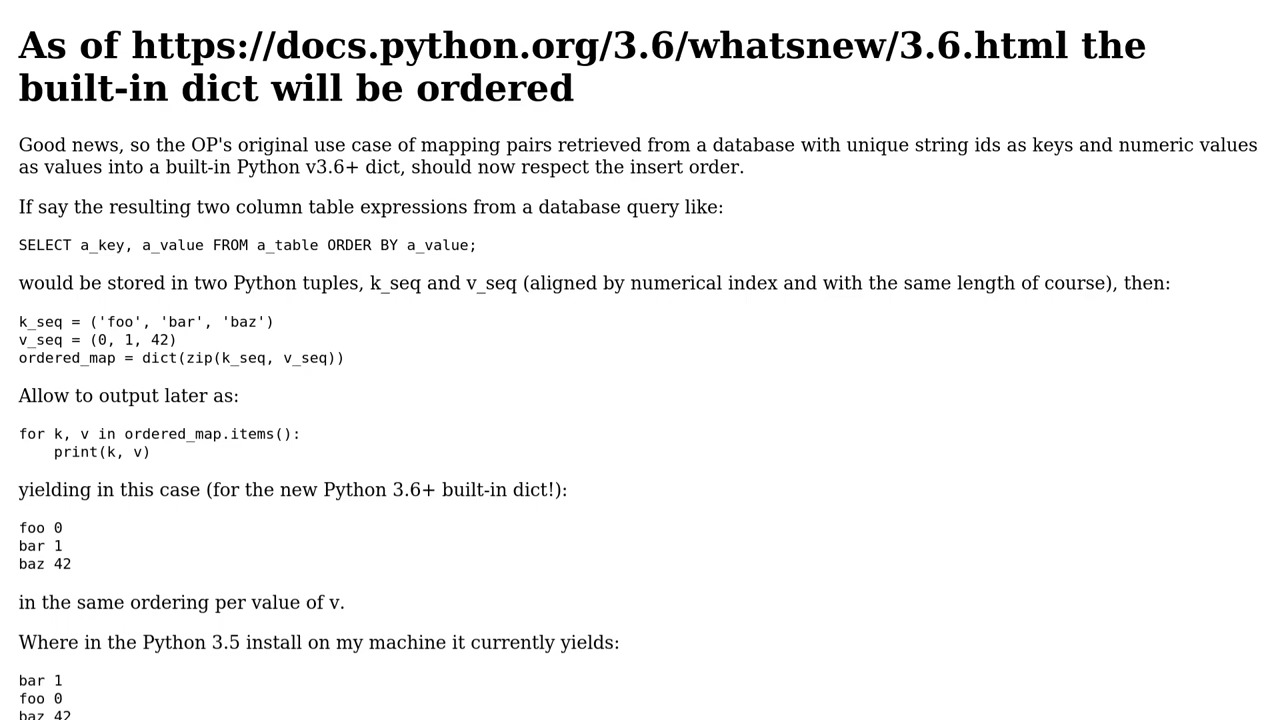 As of https://docs.python.org/3.6/whatsnew/3.6.html the
built-in dict will be ordered
Good news, so the OP's original use case of mapping pairs retrieved from a database with unique string ids as keys and numeric values
as values into a built-in Python v3.6+ dict, should now respect the insert order.
If say the resulting two column table expressions from a database query like:
SELECT a_key, a_value FROM a_table ORDER BY a_value;
would be stored in two Python tuples, k_seq and v_seq (aligned by numerical index and with the same length of course), then:
k_seq = ('foo', 'bar', 'baz')
v_seq = (0, 1, 42)
ordered_map = dict(zip(k_seq, v_seq))
Allow to output later as:
for k, v in ordered_map.items():
    print(k, v)
yielding in this case (for the new Python 3.6+ built-in dict!):
foo 0
bar 1
baz 42
in the same ordering per value of v.
Where in the Python 3.5 install on my machine it currently yields:
bar 1
foo 0
baz 42